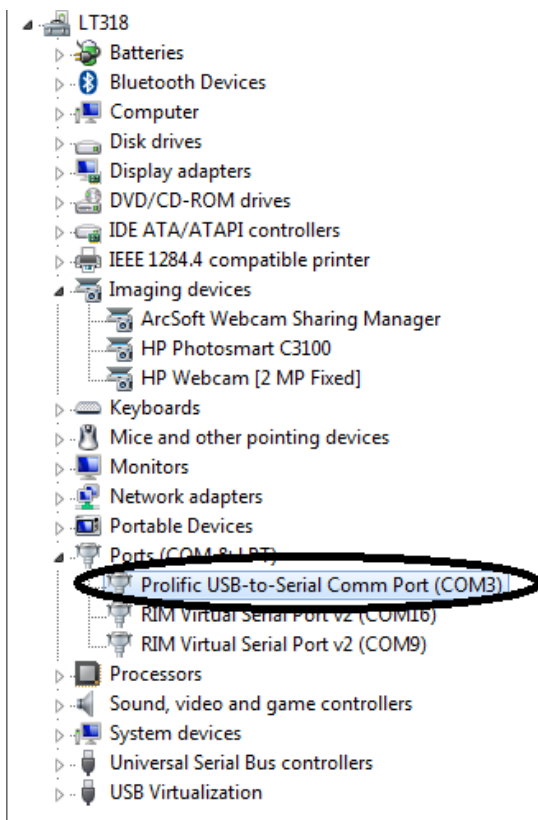 LT318
Batteries
Bluetooth Devices
Computer
Disk drives
Display adapters
DVD/CD-ROM drives
IDE ATA/ATAPI controllers
IEEE 1284.4 compatible printer
Imaging devices
ArcSoft Webcam Sharing Manager
HP Photosmart C3100
HP Webcam [2 MP Fixed]
Keyboards
Mice and other pointing devices
Monitors
Network adapters
Portable Devices
Ports (COM & LPT)
Prolific USB-to-Serial Comm Port (COM3)
RIM Virtual Serial Port v2 (COM16)
RIM Virtual Serial Port v2 (COM9)
Processors
Sound, video and game controllers
System devices
Universal Serial Bus controllers
USB Virtualization